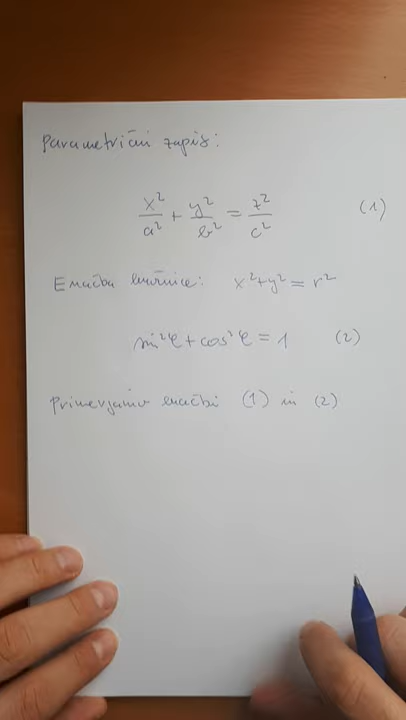 Parametrični zapis:
x²/a² + y²/b² = z²/c² (1)
Enačba krožnice: x²+y² = r²
sin²φ + cos²φ = 1 (2)
Primerjamo enačbi (1) in (2)